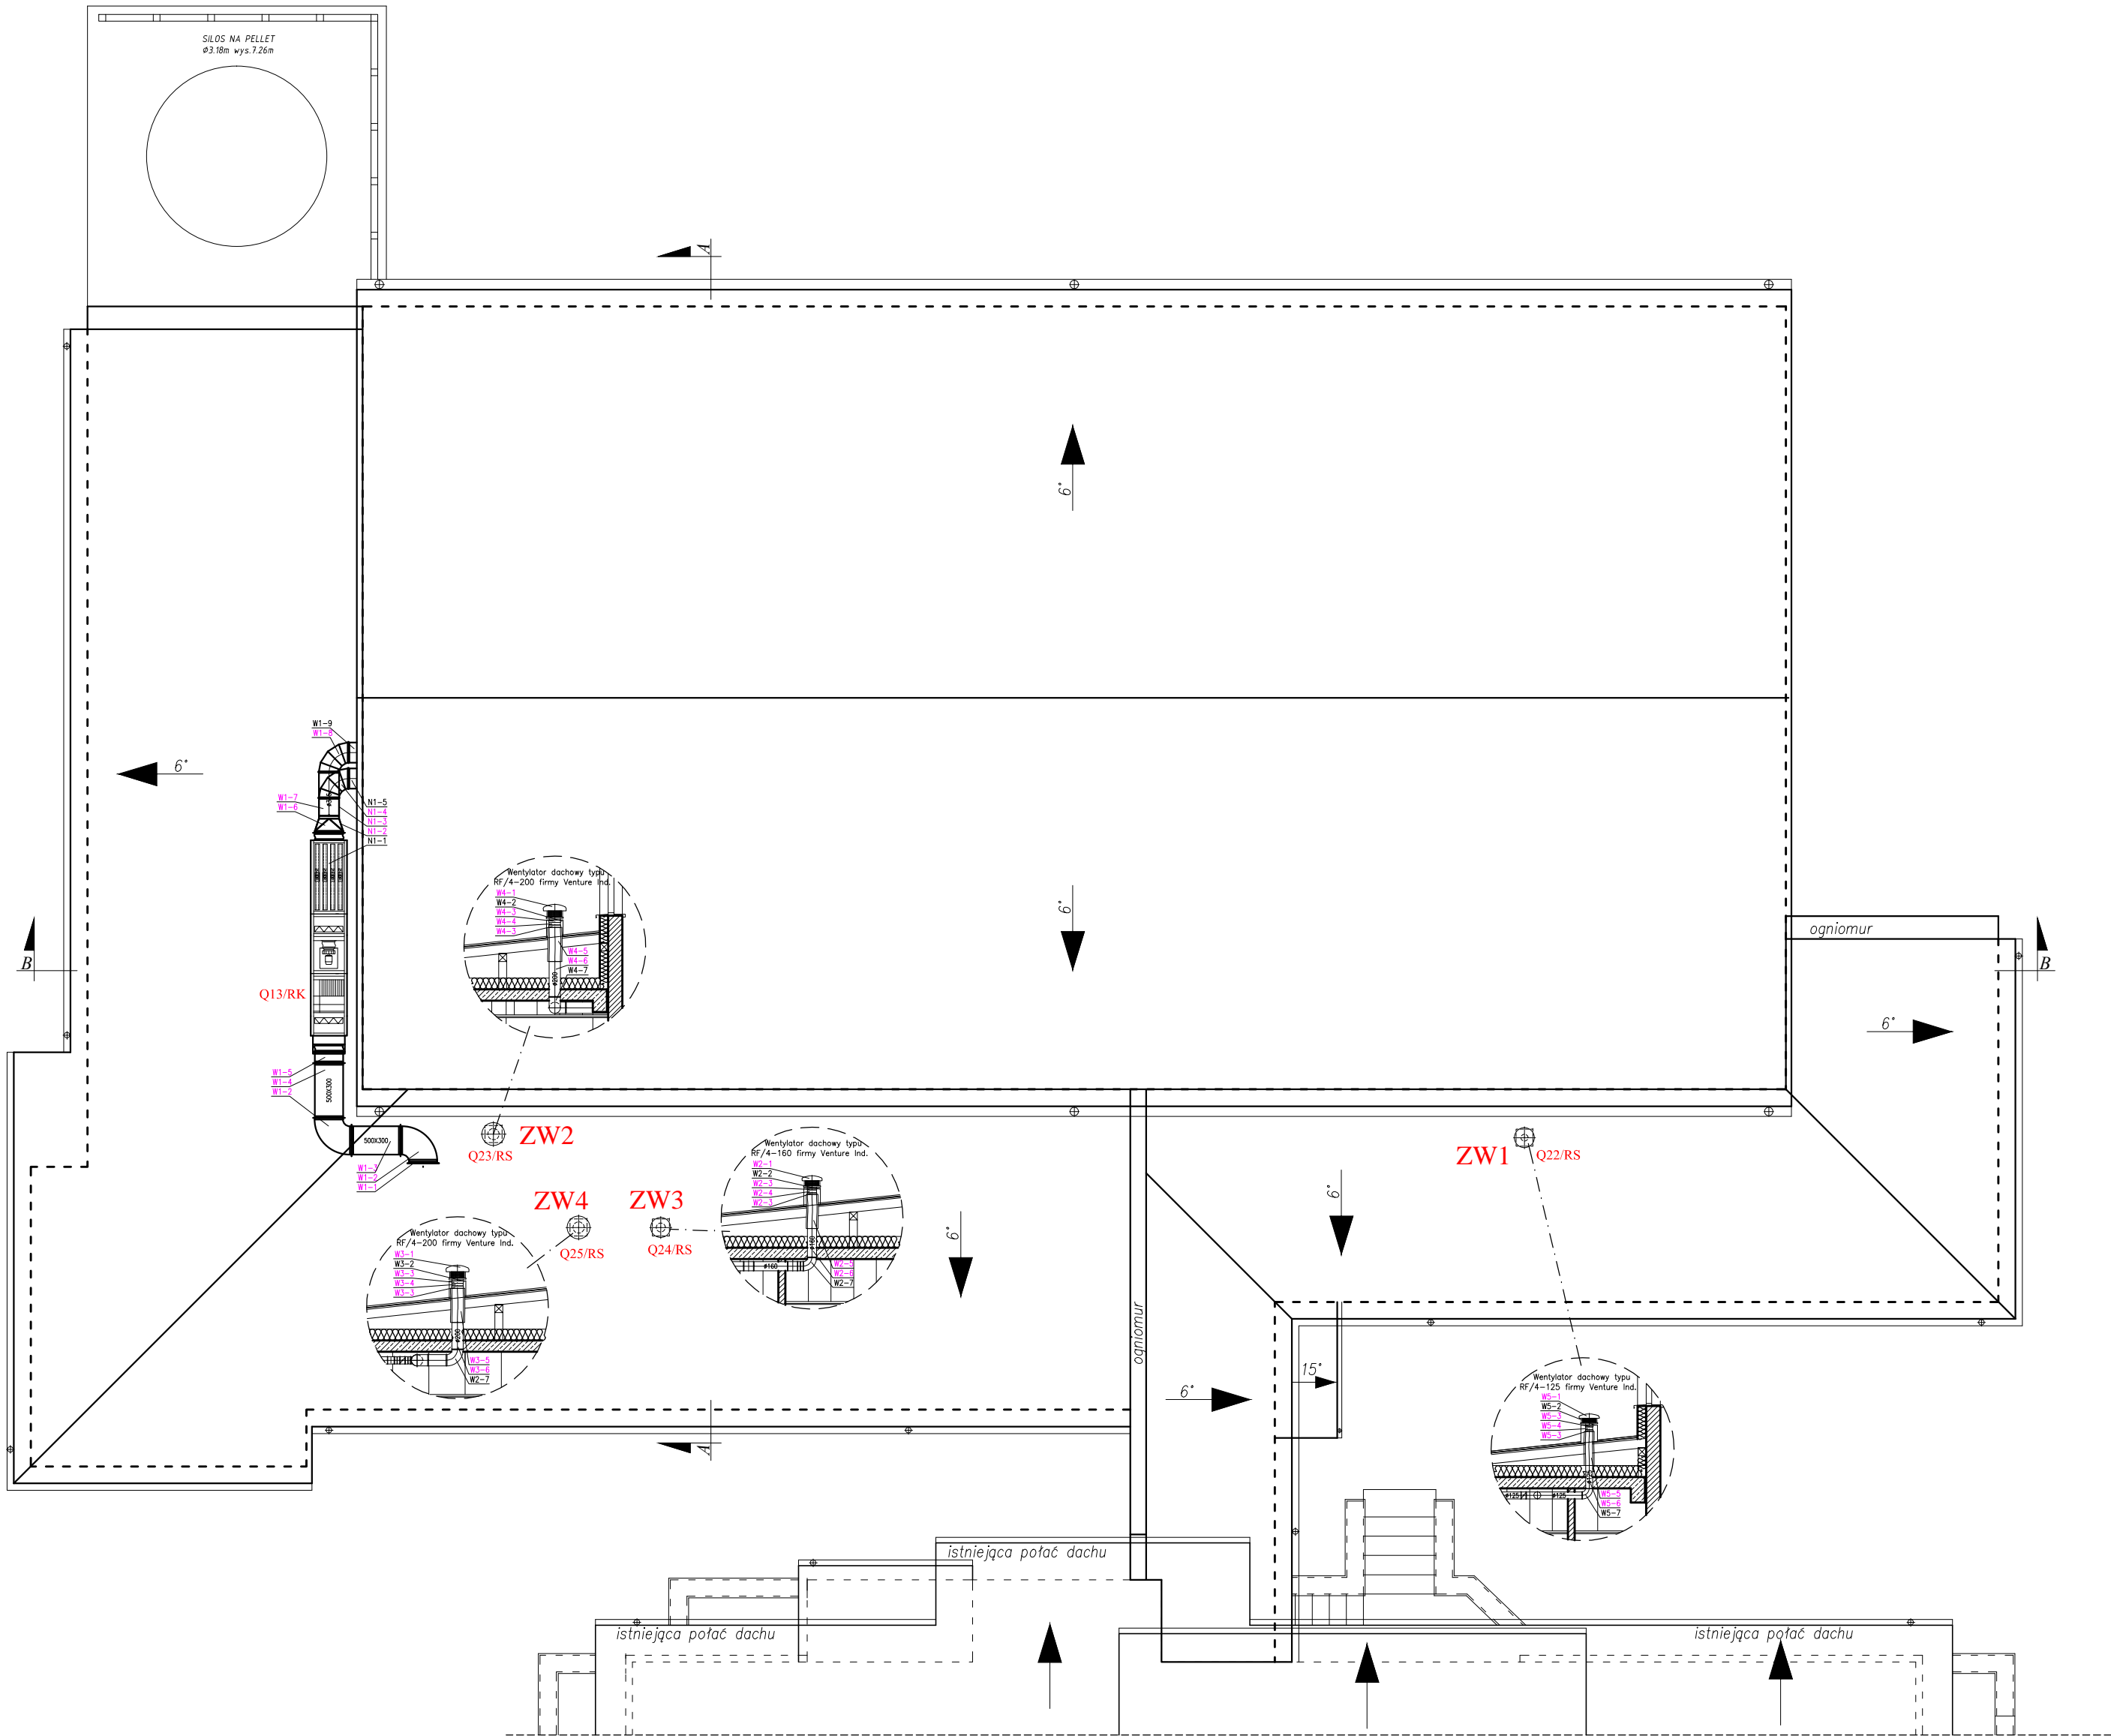 SILOS NA PELLET
Ø3.18m wys.7.26m
A
6°
W1-9
W1-8
6°
W1-7
W1-6
N1-5
N1-4
N1-3
N1-2
N1-1
Wentylator dachowy typu
RF/4-200 firmy Venture Ind.
W4-1
W4-2
W4-3
W4-4
W4-3
W4-5
W4-6
W4-7
Ø200
6°
ogniomur
B
B
Q13/RK
6°
W1-5
W1-4
W1-2
500X300
500X300
W1-3
W1-2
W1-1
ZW2
Q23/RS
ZW1
Q22/RS
Wentylator dachowy typu
RF/4-160 firmy Venture Ind.
W2-1
W2-2
W2-3
W2-4
W2-3
Ø160
Ø160
W2-5
W2-6
W2-7
ZW4
ZW3
Q25/RS
Q24/RS
6°
6°
Wentylator dachowy typu
RF/4-200 firmy Venture Ind.
W3-1
W3-2
W3-3
W3-4
W3-3
Ø200
W3-5
W3-6
W2-7
ogniomur
15°
6°
Wentylator dachowy typu
RF/4-125 firmy Venture Ind.
W5-1
W5-2
W5-3
W5-4
W5-3
Ø125
Ø125
W5-5
W5-6
W5-7
A
istniejąca połać dachu
istniejąca połać dachu
istniejąca połać dachu